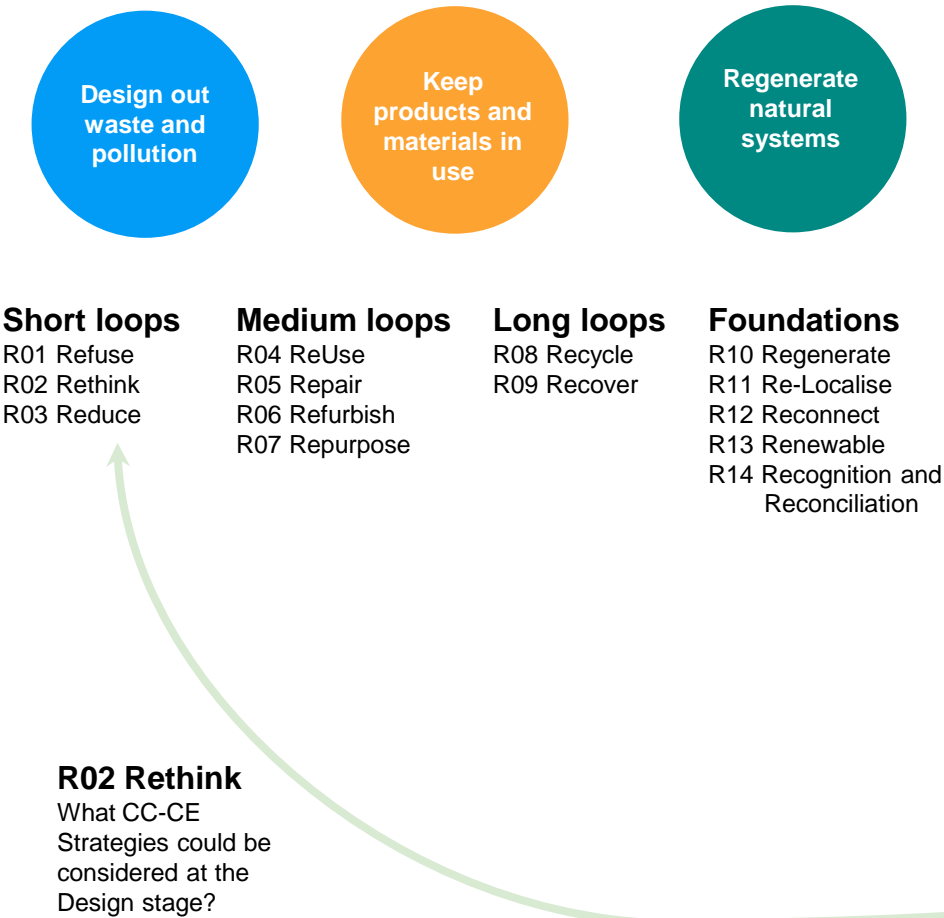 Design out
waste and
pollution
Keep
products and
materials in
use
Regenerate
natural
systems
Short loops
R01 Refuse
R02 Rethink
R03 Reduce
Medium loops
R04 ReUse
R05 Repair
R06 Refurbish
R07 Repurpose
Long loops
R08 Recycle
R09 Recover
Foundations
R10 Regenerate
R11 Re-Localise
R12 Reconnect
R13 Renewable
R14 Recognition and
Reconciliation
R02 Rethink
What CC-CE
Strategies could be
considered at the
Design stage?